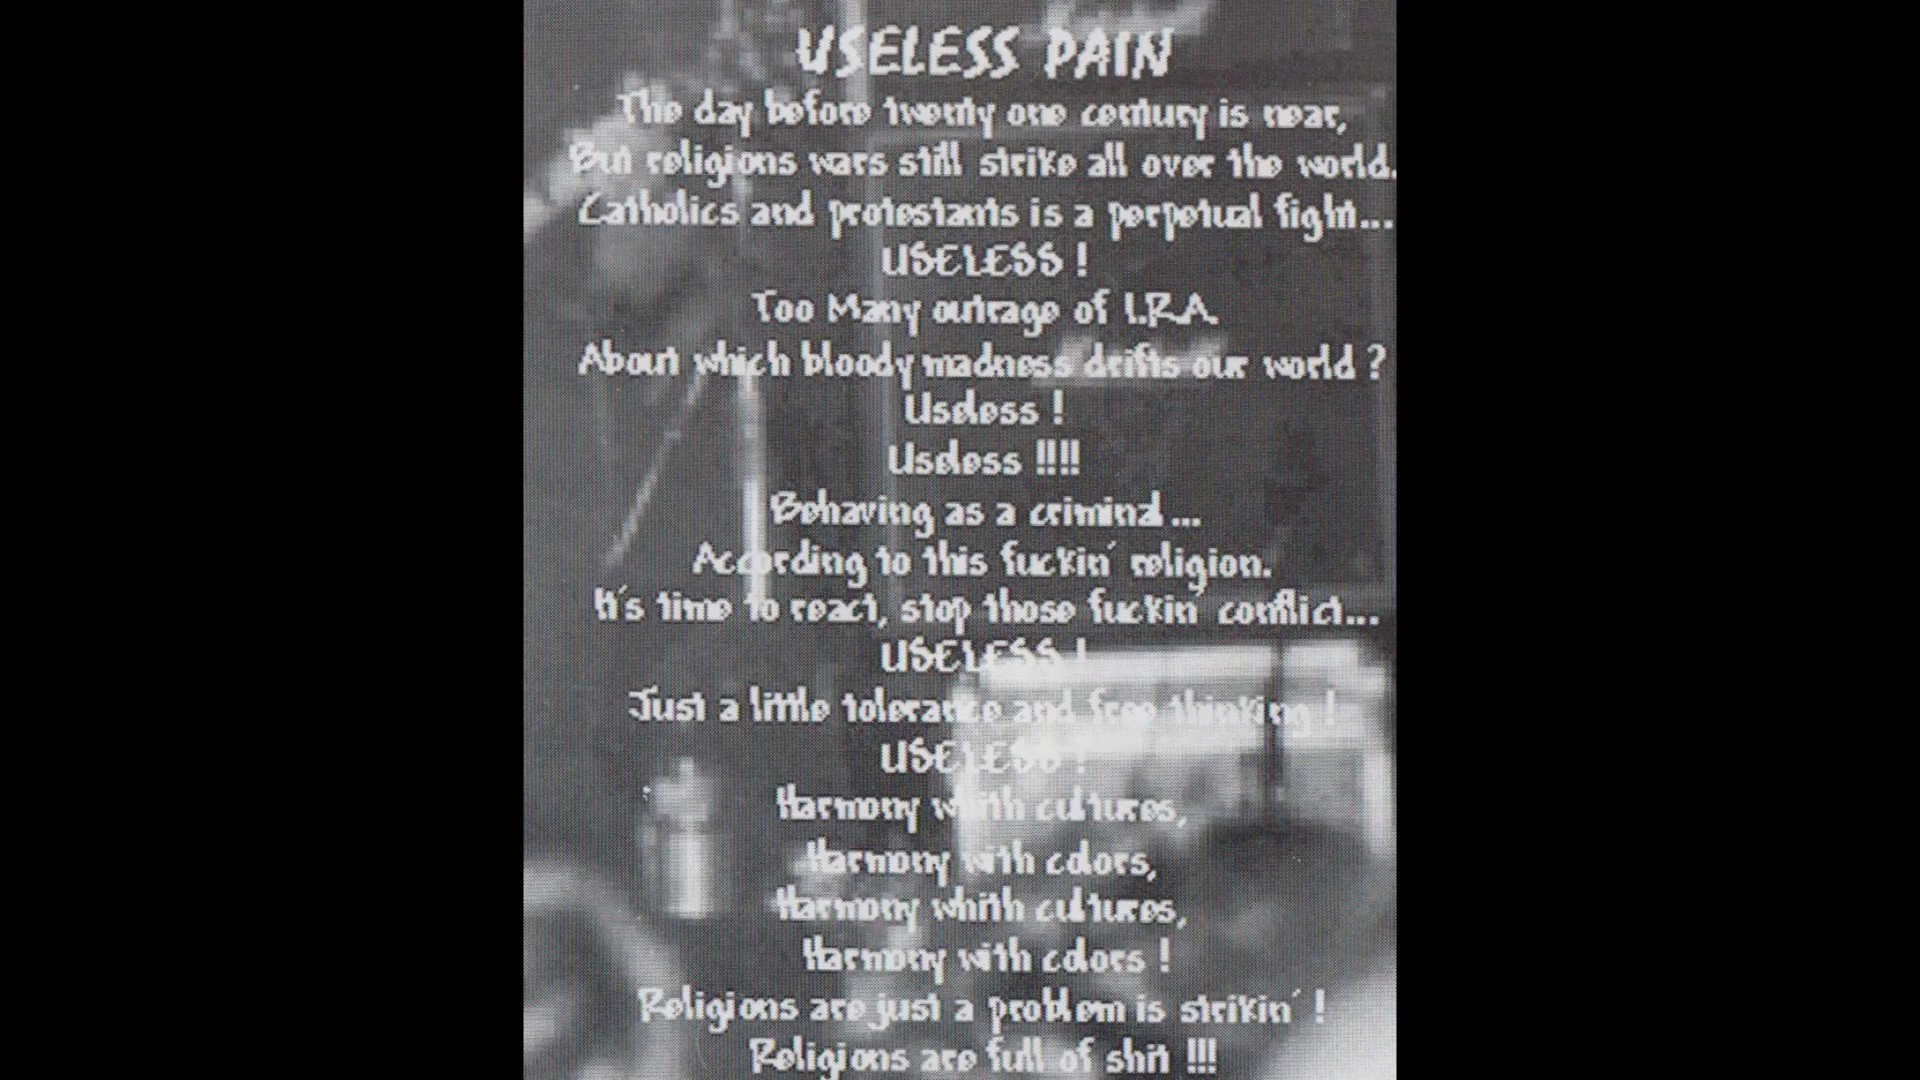 USELESS PAIN
The day before twenty one century is near,
But religions wars still strike all over the world.
Catholics and protestants is a perpetual fight...
USELESS !
Too Many outrage of I.R.A.
About which bloody madness drifts our world ?
Useless !
Useless !!!!
Behaving as a criminal ...
According to this fuckin' religion.
It's time to react, stop those fuckin' conflict...
USELESS !
Just a little tolerance and free thinking !
USELESS !
Harmony whith cultures,
Harmony with colors,
Harmony whith cultures,
Harmony with colors !
Religions are just a problem is strikin' !
Religions are full of shit !!!